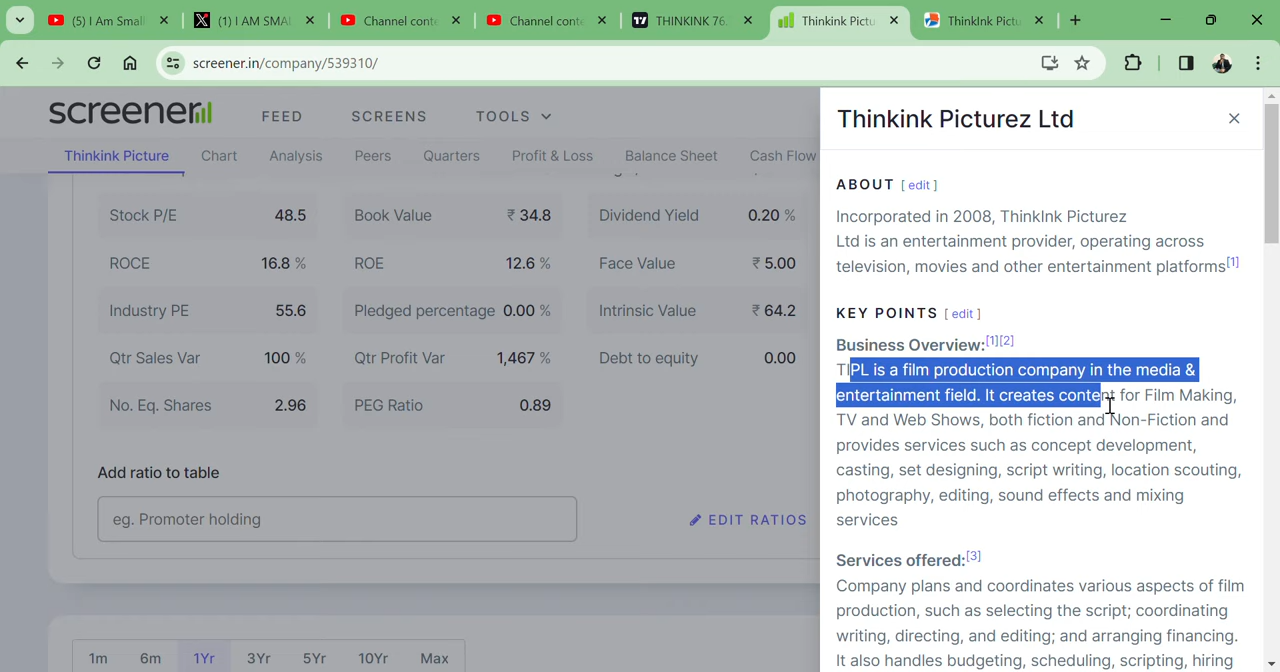 (5) I Am Smal
(1) I AM SMA
Channel conte
Channel conte
THINKINK 76.
Thinkink Pictu
ThinkInk Pictu
screener.in/company/539310/
screener
FEED
SCREENS
TOOLS
Thinkink Picture
Chart
Analysis
Peers
Quarters
Profit & Loss
Balance Sheet
Cash Flow
Stock P/E 48.5
Book Value ₹ 34.8
Dividend Yield 0.20 %
ROCE 16.8 %
ROE 12.6 %
Face Value ₹ 5.00
Industry PE 55.6
Pledged percentage 0.00 %
Intrinsic Value ₹ 64.2
Qtr Sales Var 100 %
Qtr Profit Var 1,467 %
Debt to equity 0.00
No. Eq. Shares 2.96
PEG Ratio 0.89
Add ratio to table
eg. Promoter holding
EDIT RATIOS
1m 6m 1Yr 3Yr 5Yr 10Yr Max
Thinkink Picturez Ltd
ABOUT [ edit ]
Incorporated in 2008, ThinkInk Picturez
Ltd is an entertainment provider, operating across
television, movies and other entertainment platforms[1]
KEY POINTS [ edit ]
Business Overview:[1][2]
TIPL is a film production company in the media &
entertainment field. It creates content for Film Making,
TV and Web Shows, both fiction and Non-Fiction and
provides services such as concept development,
casting, set designing, script writing, location scouting,
photography, editing, sound effects and mixing
services
Services offered:[3]
Company plans and coordinates various aspects of film
production, such as selecting the script; coordinating
writing, directing, and editing; and arranging financing.
It also handles budgeting, scheduling, scripting, hiring